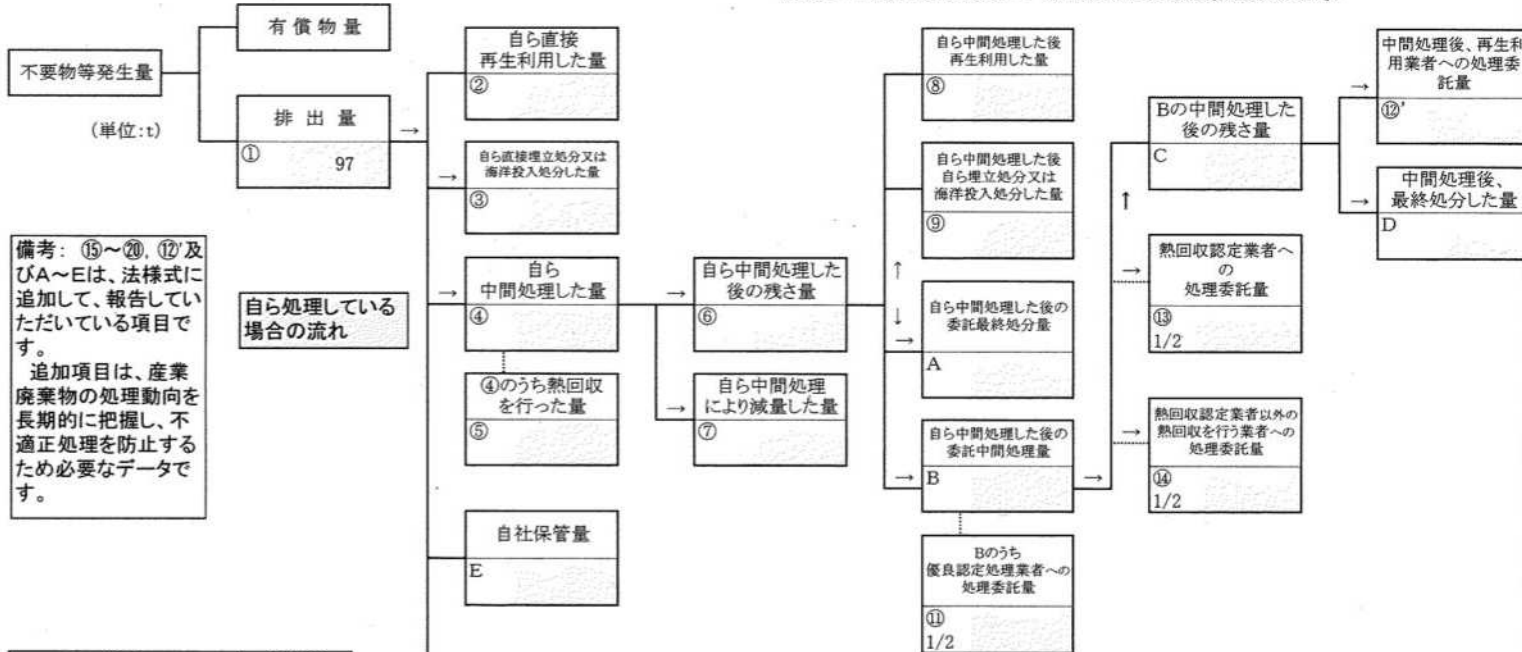 有償物量
不要物等発生量
(単位:t)
排出量
①
97
→
自ら直接
再生利用した量
②
→
自ら直接埋立処分又は
海洋投入処分した量
③
備考: ⑮～⑳, ⑫'及
びA～Eは、法様式に
追加して、報告してい
ただいている項目で
す。
追加項目は、産業
廃棄物の処理動向を
長期的に把握し、不
適正処理を防止する
ため必要なデータで
す。
自ら処理している
場合の流れ
→
自ら
中間処理した量
④
④のうち熱回収
を行った量
⑤
自社保管量
E
→
自ら中間処理した
後の残さ量
⑥
→
自ら中間処理
により減量した量
⑦
自ら中間処理した後
再生利用した量
⑧
自ら中間処理した後
自ら埋立処分又は
海洋投入処分した量
⑨
↑
↓
→
自ら中間処理した後の
委託最終処分量
A
→
自ら中間処理した後の
委託中間処理量
B
→
Bのうち
優良認定処理業者への
処理委託量
⑪
1/2
Bの中間処理した
後の残さ量
C
↑
→
熱回収認定業者へ
の
処理委託量
⑬
1/2
→
熱回収認定業者以外の
熱回収を行う業者への
処理委託量
⑭
1/2
→
中間処理後、再生利
用業者への処理委
託量
⑫'
→
中間処理後、
最終処分した量
D